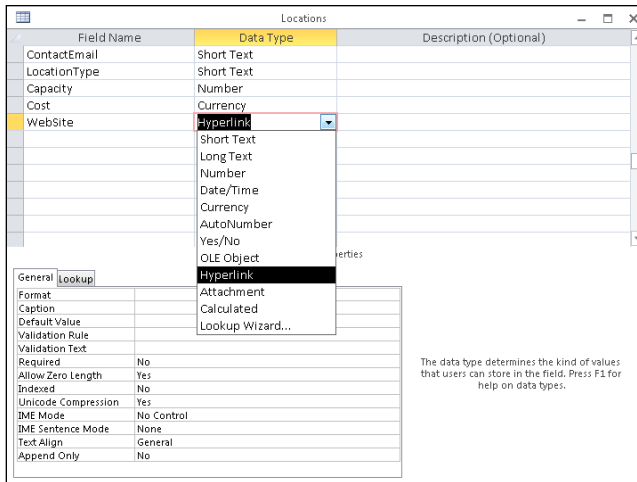 Locations
Field Name Data Type Description (Optional)
ContactEmail Short Text
LocationType Short Text
Capacity Number
Cost Currency
WebSite Hyperlink
Short Text
Long Text
Number
Date/Time
Currency
AutoNumber
Yes/No
OLE Object
erties
Hyperlink
Attachment
Calculated
Lookup Wizard...
General Lookup
Format
Caption
Default Value
Validation Rule
Validation Text
Required No
Allow Zero Length Yes
Indexed No
Unicode Compression Yes
IME Mode No Control
IME Sentence Mode None
Text Align General
Append Only No
The data type determines the kind of values
that users can store in the field. Press F1 for
help on data types.